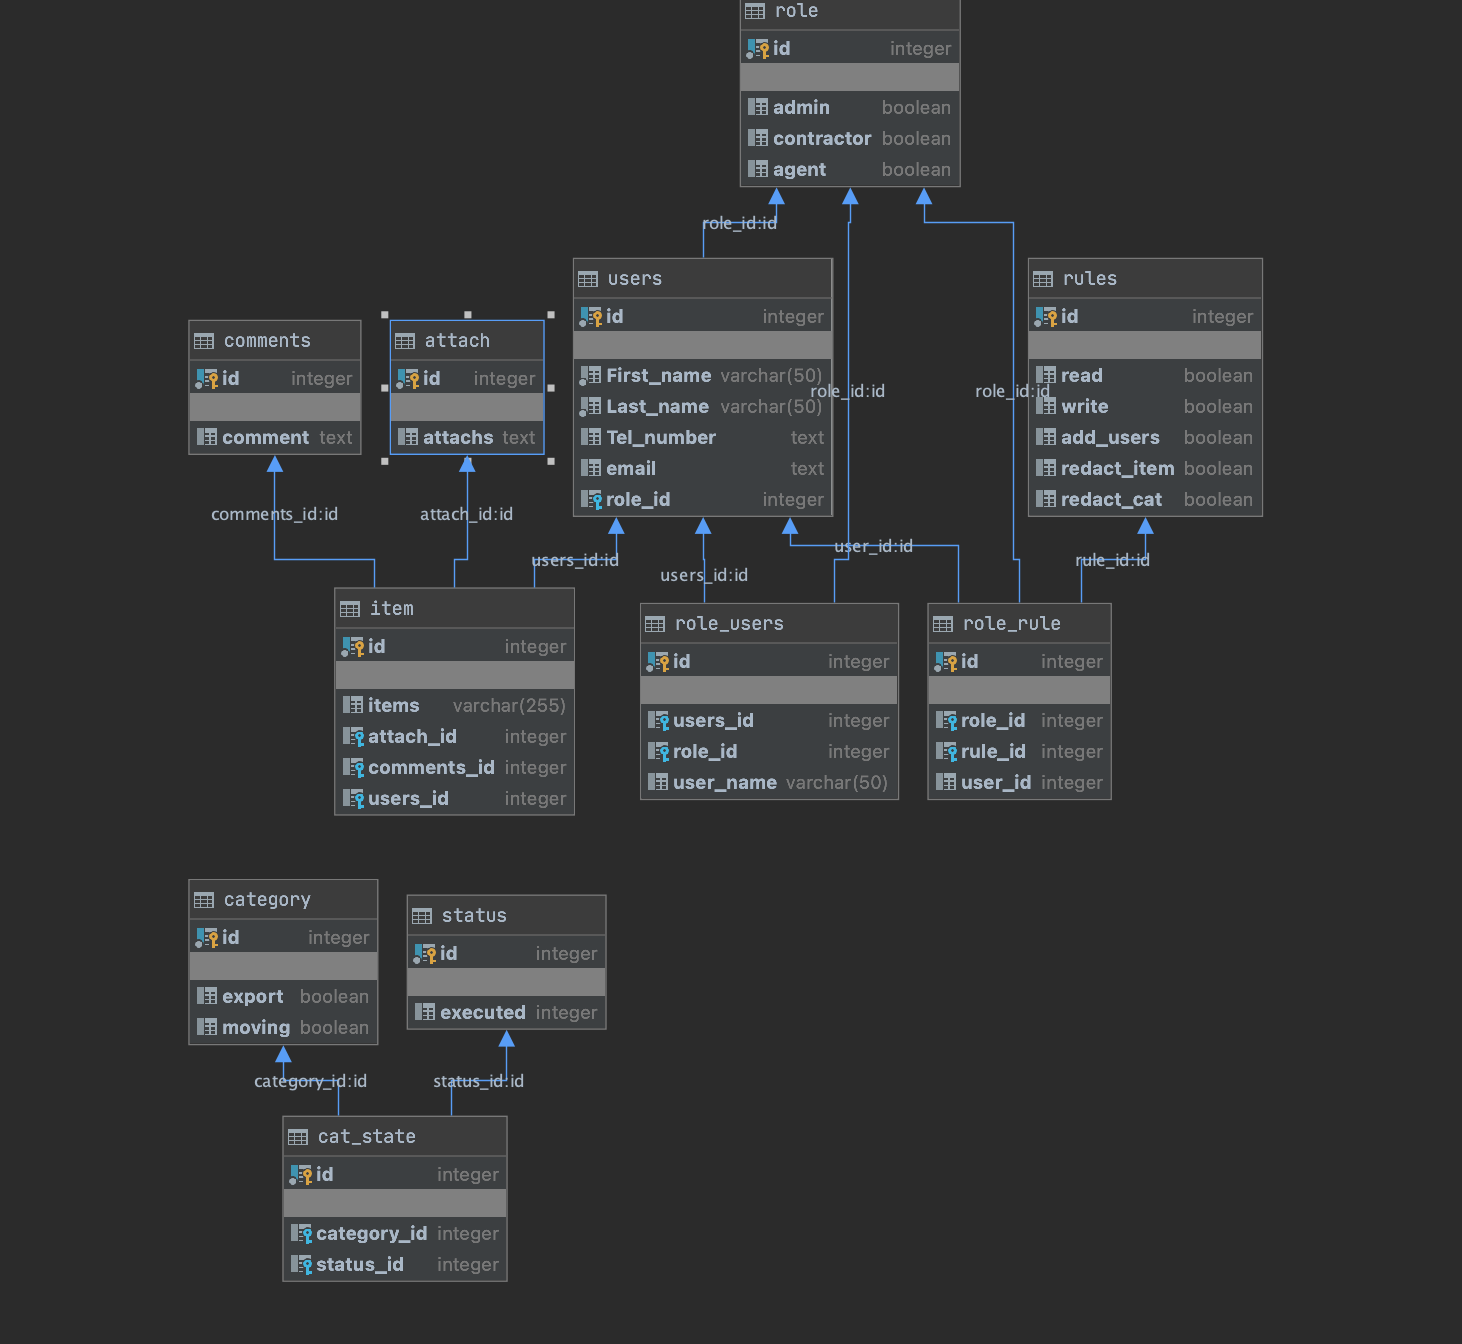 role
id integer
admin boolean
contractor boolean
agent boolean
role_id:id
users
id integer
First_name varchar(50)
Last_name varchar(50)
Tel_number text
email text
role_id integer
rules
id integer
read boolean
write boolean
add_users boolean
redact_item boolean
redact_cat boolean
role_id:id
role_id:id
comments
id integer
comment text
attach
id integer
attachs text
comments_id:id
attach_id:id
users_id:id
users_id:id
user_id:id
rule_id:id
item
id integer
items varchar(255)
attach_id integer
comments_id integer
users_id integer
role_users
id integer
users_id integer
role_id integer
user_name varchar(50)
role_rule
id integer
role_id integer
rule_id integer
user_id integer
category
id integer
export boolean
moving boolean
status
id integer
executed integer
category_id:id
status_id:id
cat_state
id integer
category_id integer
status_id integer